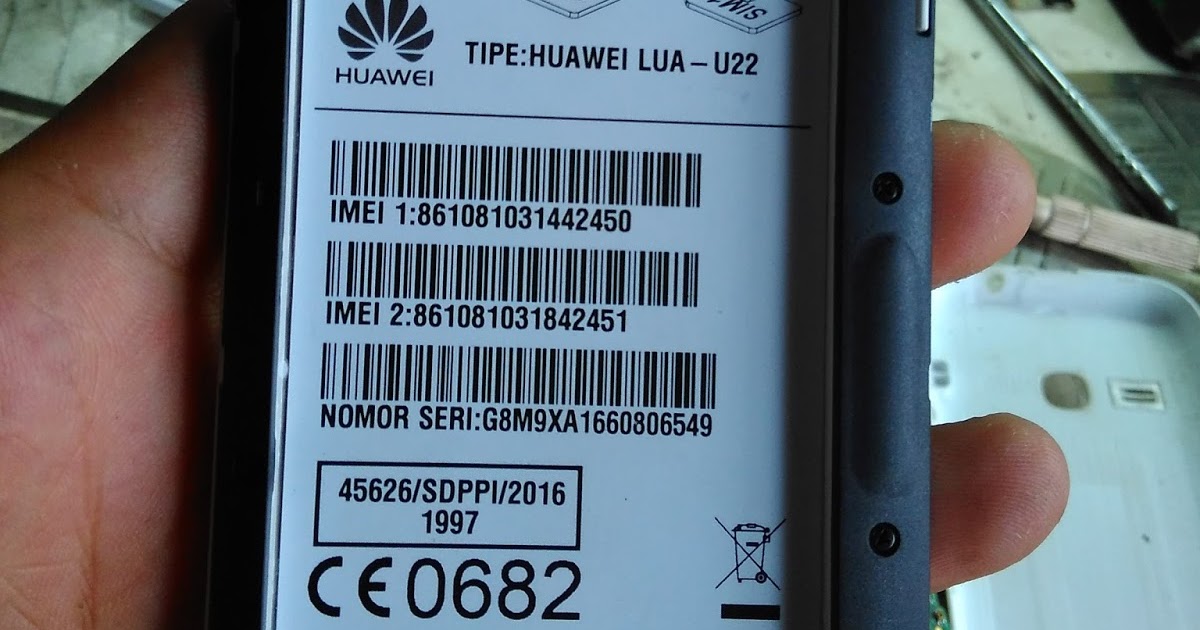 SIM1
HUAWEI
TIPE:HUAWEI LUA-U22
IMEI 1:861081031442450
IMEI 2:861081031842451
NOMOR SERI:G8M9XA1660806549
45626/SDPPI/2016
1997
CE0682